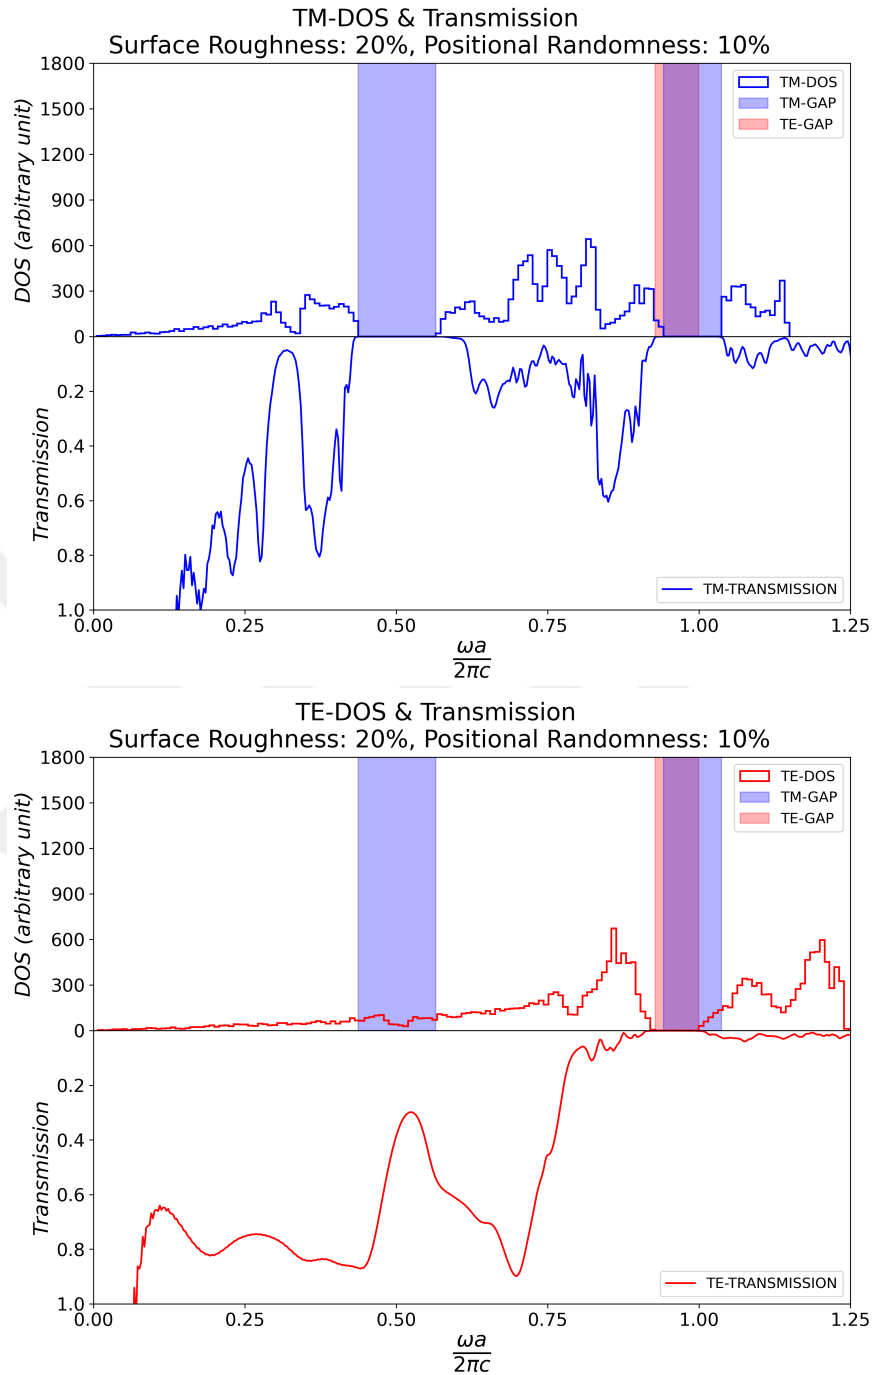 TM-DOS & Transmission
Surface Roughness: 20%, Positional Randomness: 10%
1800
1500
1200
900
600
300
0
0.2
0.4
0.6
0.8
1.0
DOS (arbitrary unit)
Transmission
TM-DOS
TM-GAP
TE-GAP
TM-TRANSMISSION
0.00 0.25 0.50 0.75 1.00 1.25
ωa
2πc
TE-DOS & Transmission
Surface Roughness: 20%, Positional Randomness: 10%
1800
1500
1200
900
600
300
0
0.2
0.4
0.6
0.8
1.0
DOS (arbitrary unit)
Transmission
TE-DOS
TM-GAP
TE-GAP
TE-TRANSMISSION
0.00 0.25 0.50 0.75 1.00 1.25
ωa
2πc